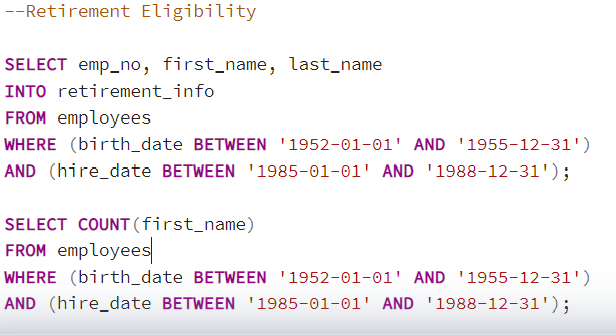 --Retirement Eligibility
SELECT emp_no, first_name, last_name
INTO retirement_info
FROM employees
WHERE (birth_date BETWEEN '1952-01-01' AND '1955-12-31')
AND (hire_date BETWEEN '1985-01-01' AND '1988-12-31');
SELECT COUNT(first_name)
FROM employees
WHERE (birth_date BETWEEN '1952-01-01' AND '1955-12-31')
AND (hire_date BETWEEN '1985-01-01' AND '1988-12-31');